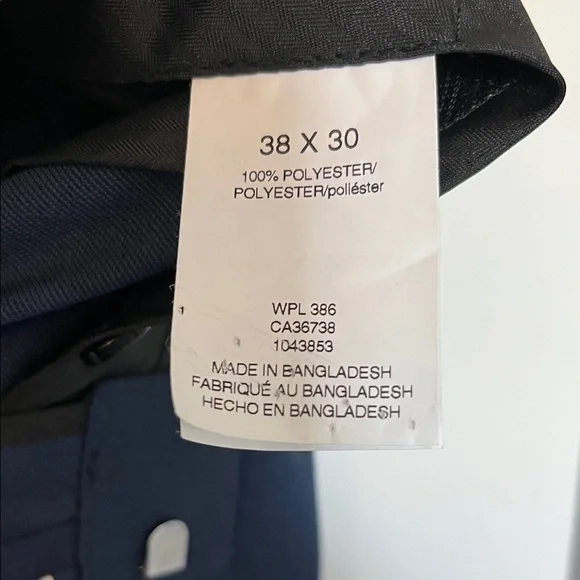 38 X 30
100% POLYESTER/
POLYESTER/poliéster
WPL 386
CA36738
1043853
MADE IN BANGLADESH
FABRIQUÉ AU BANGLADESH
HECHO EN BANGLADESH